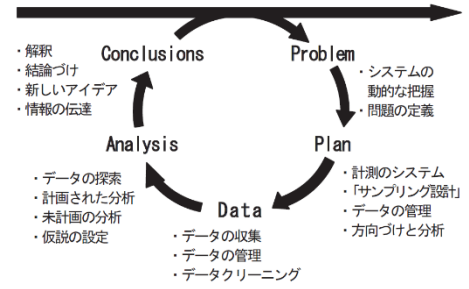 Conclusions
・解釈
・結論づけ
・新しいアイデア
・情報の伝達
Problem
・システムの
動的な把握
・問題の定義
Analysis
・データの探索
・計画された分析
・未計画の分析
・仮説の設定
Plan
・計測のシステム
・「サンプリング設計」
・データの管理
・方向づけと分析
Data
・データの収集
・データの管理
・データクリーニング